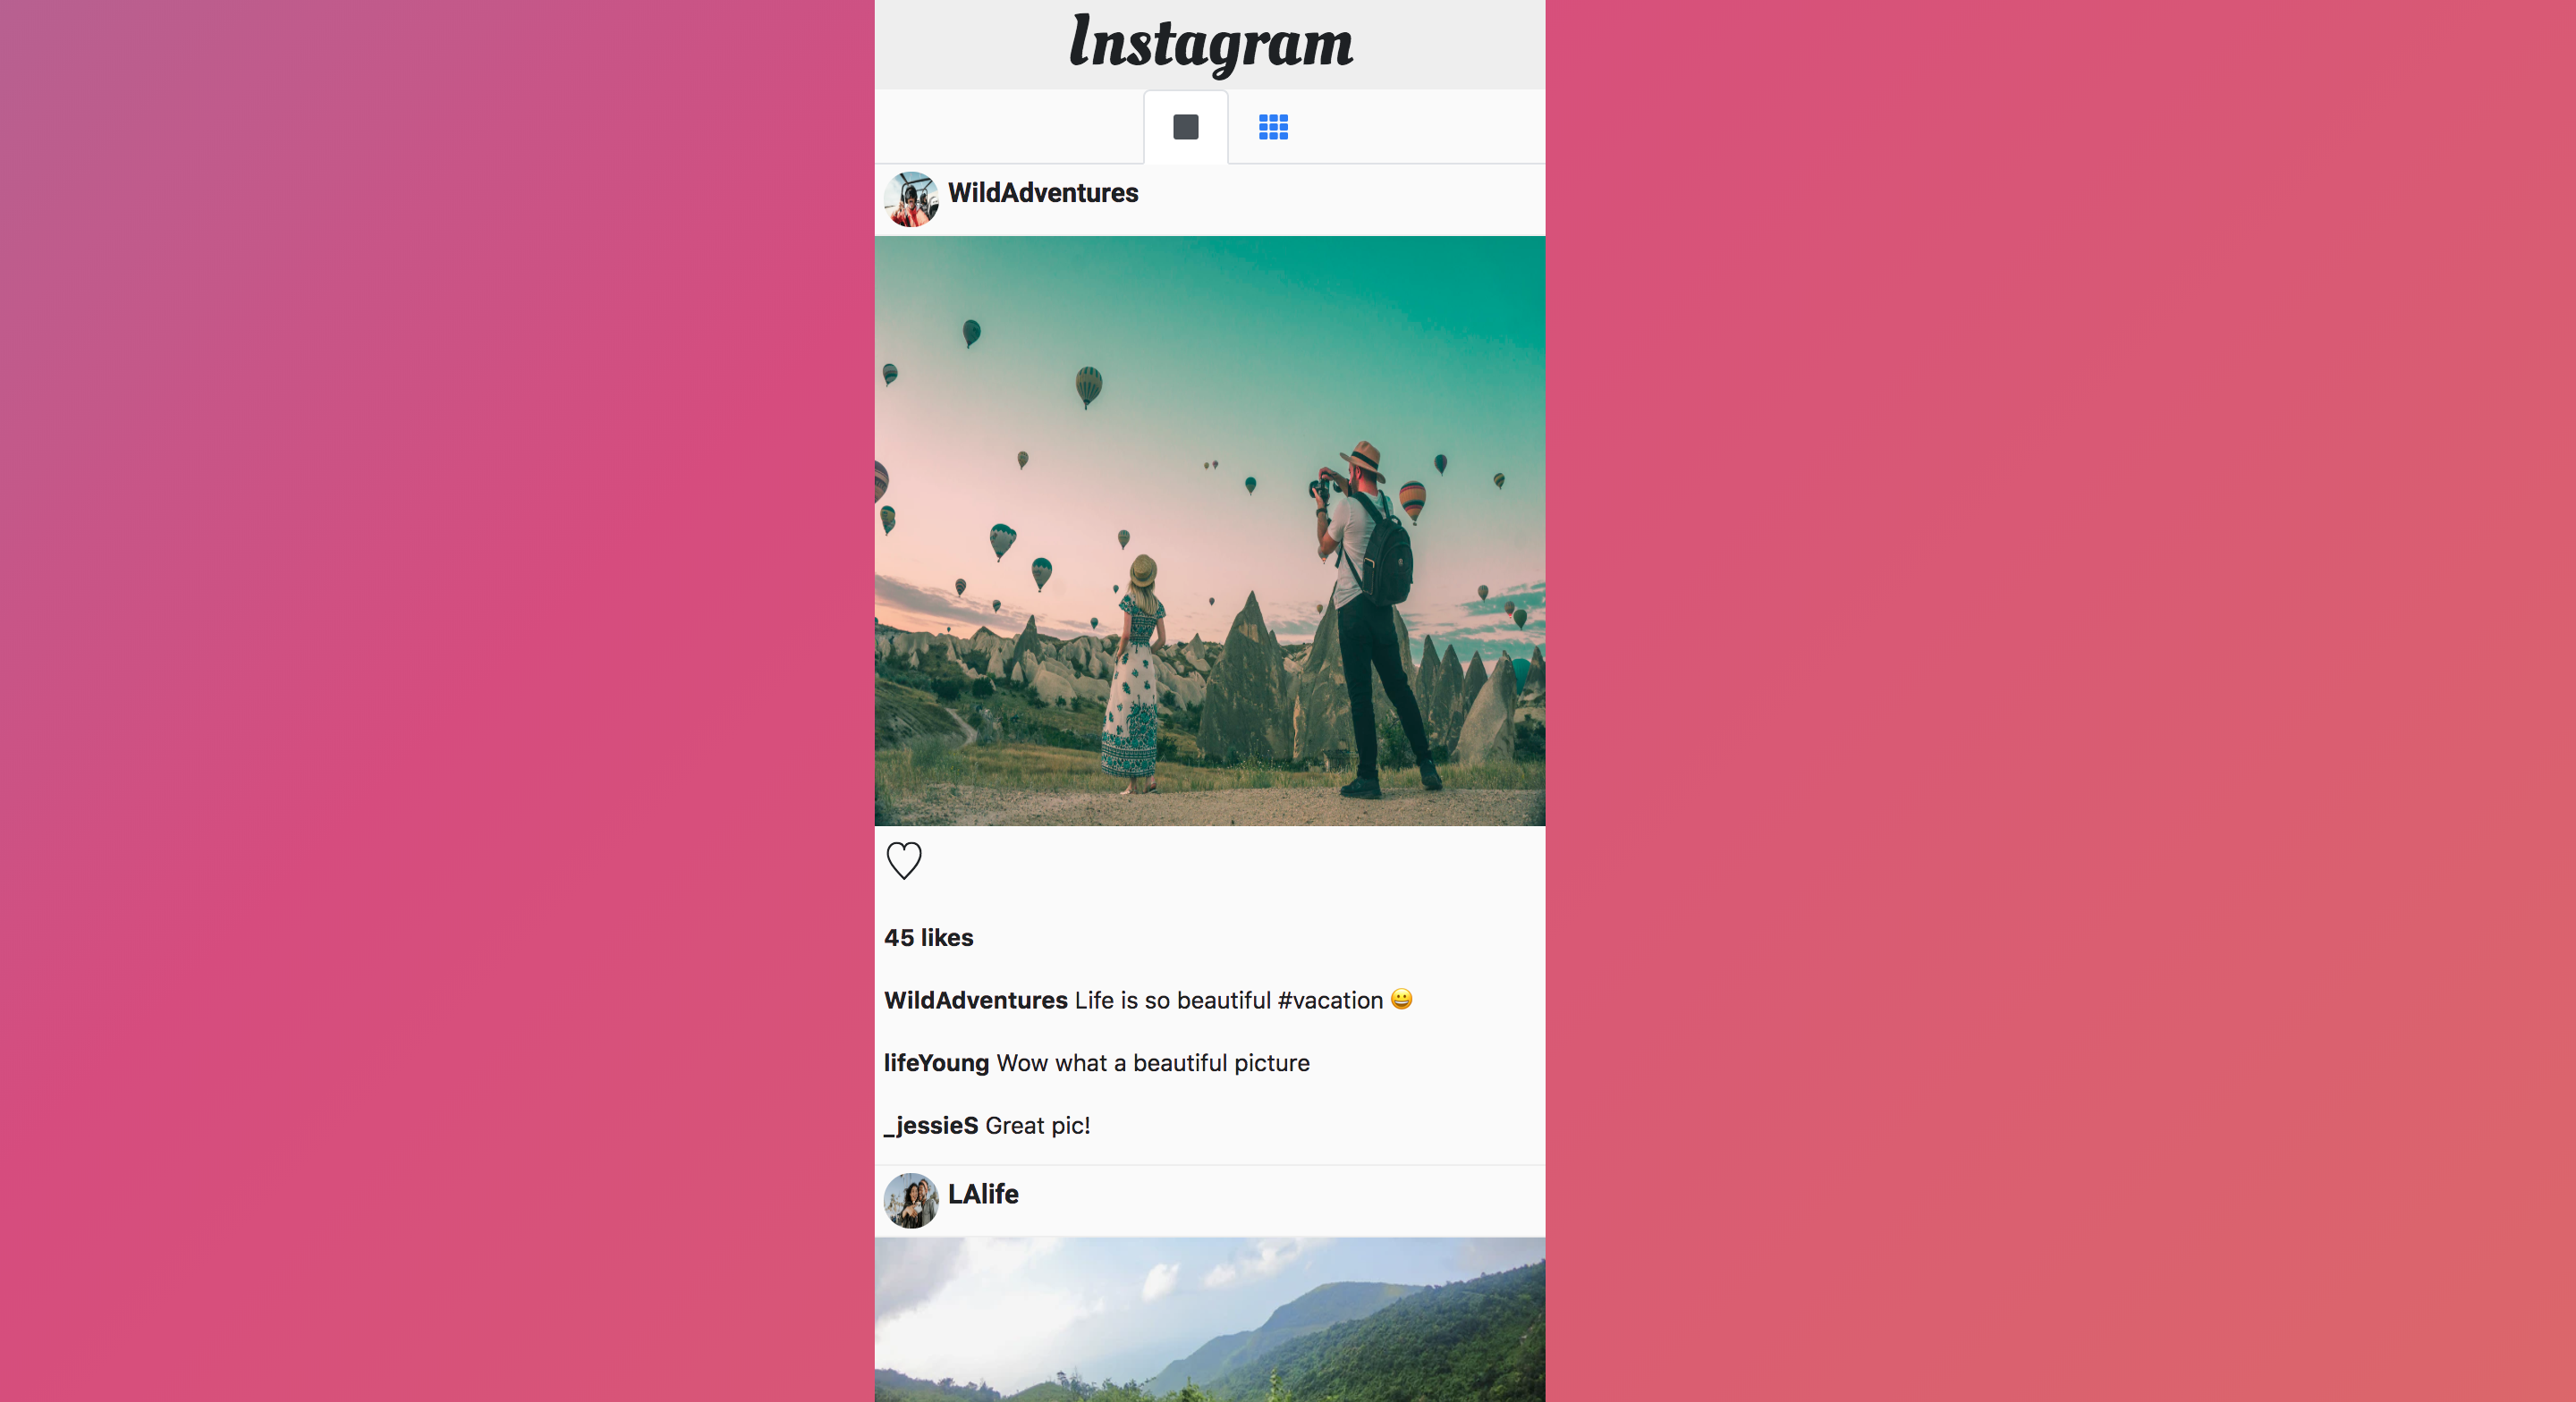 Instagram
WildAdventures
45 likes
WildAdventures Life is so beautiful #vacation 😀
lifeYoung Wow what a beautiful picture
_jessieS Great pic!
LAlife